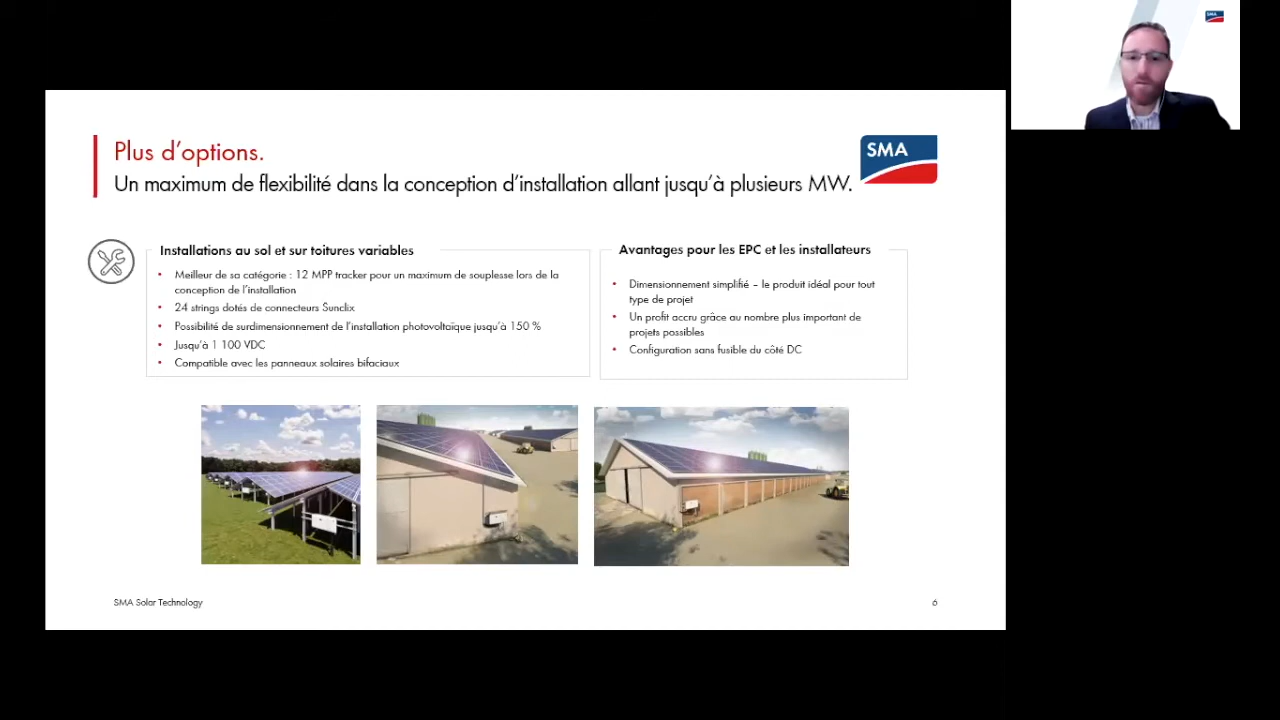 SMA
Plus d'options.
SMA
Un maximum de flexibilité dans la conception d'installation allant jusqu'à plusieurs MW.
Installations au sol et sur toitures variables
• Meilleur de sa catégorie : 12 MPP tracker pour un maximum de souplesse lors de la
conception de l'installation
• 24 strings dotés de connecteurs Sunclix
• Possibilité de surdimensionnement de l'installation photovoltaïque jusqu'à 150 %
• Jusqu'à 1 100 VDC
• Compatible avec les panneaux solaires bifaciaux
Avantages pour les EPC et les installateurs
• Dimensionnement simplifié – le produit idéal pour tout
type de projet
• Un profit accru grâce au nombre plus important de
projets possibles
• Configuration sans fusible du côté DC
SMA Solar Technology
6